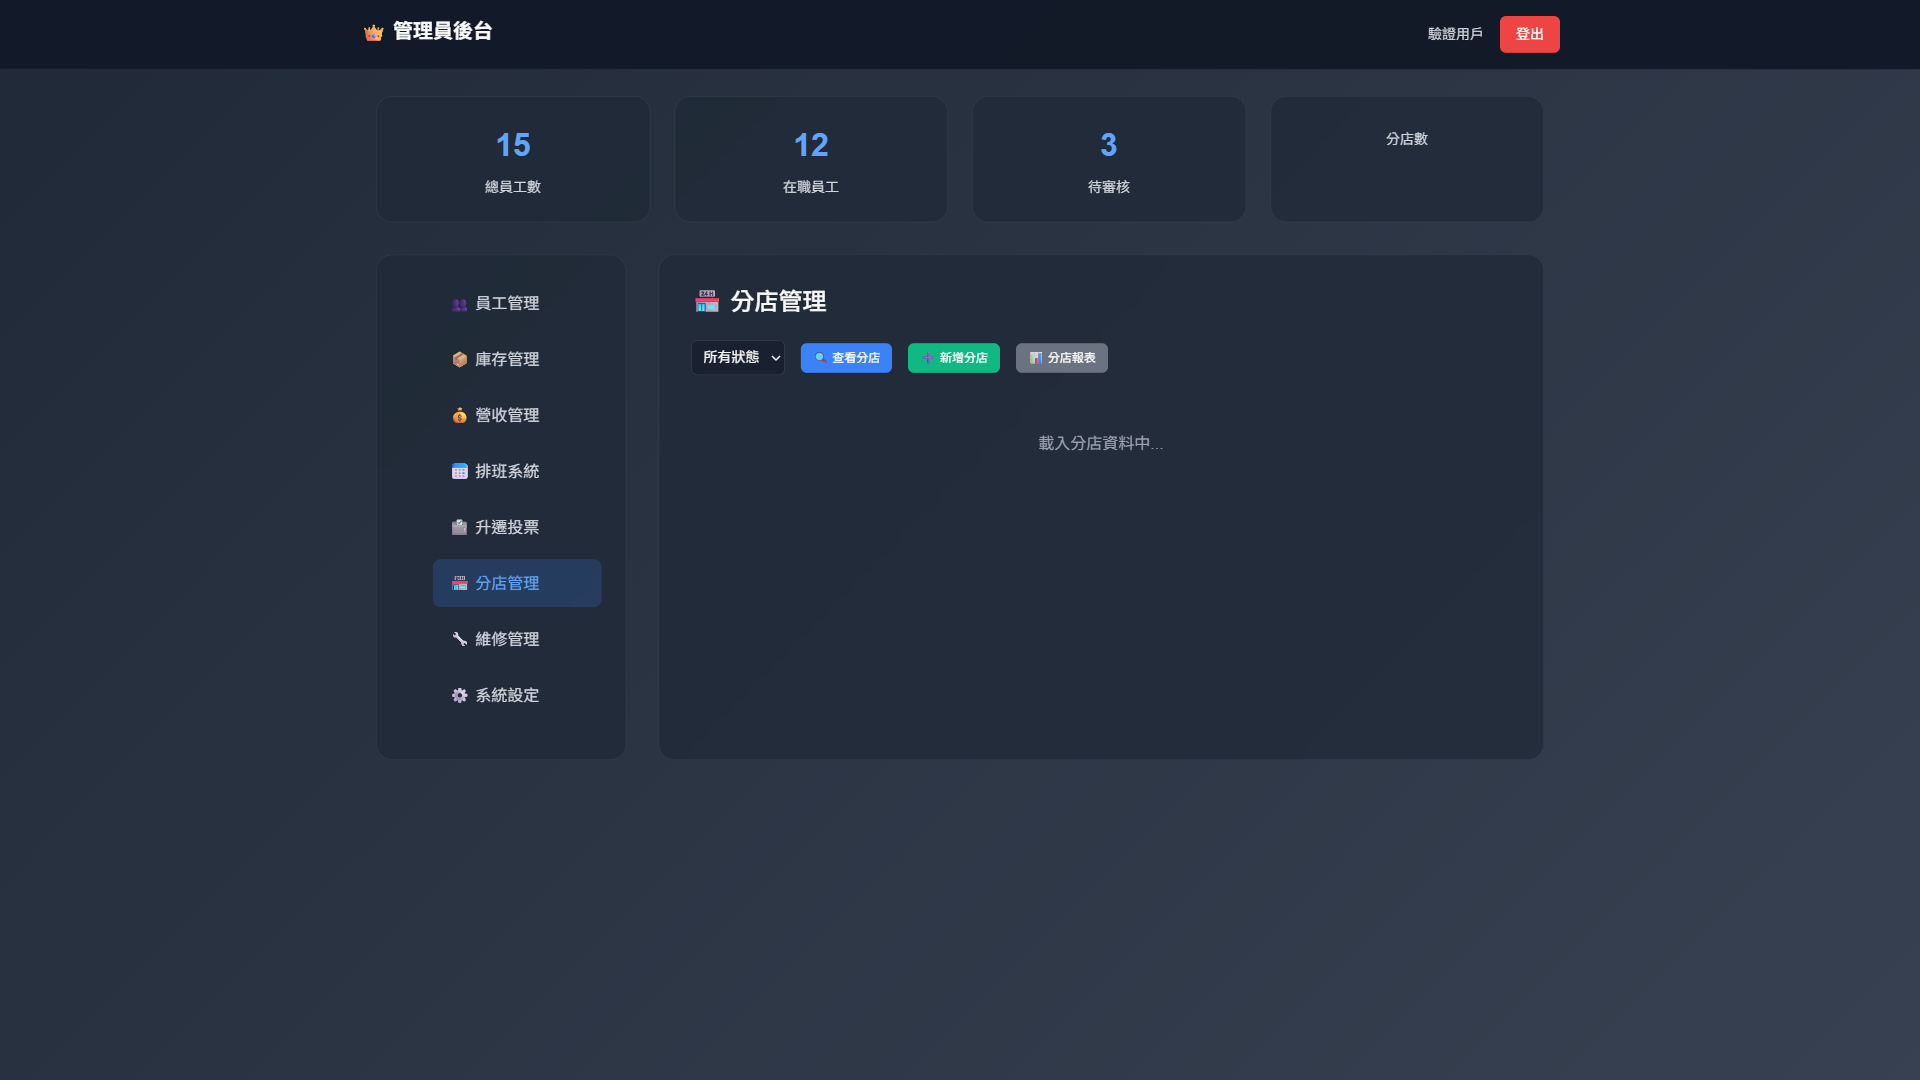 管理員後台
驗證用戶
登出
15
總員工數
12
在職員工
3
待審核
分店數
員工管理
庫存管理
營收管理
排班系統
升遷投票
分店管理
維修管理
系統設定
分店管理
所有狀態
查看分店
新增分店
分店報表
載入分店資料中...